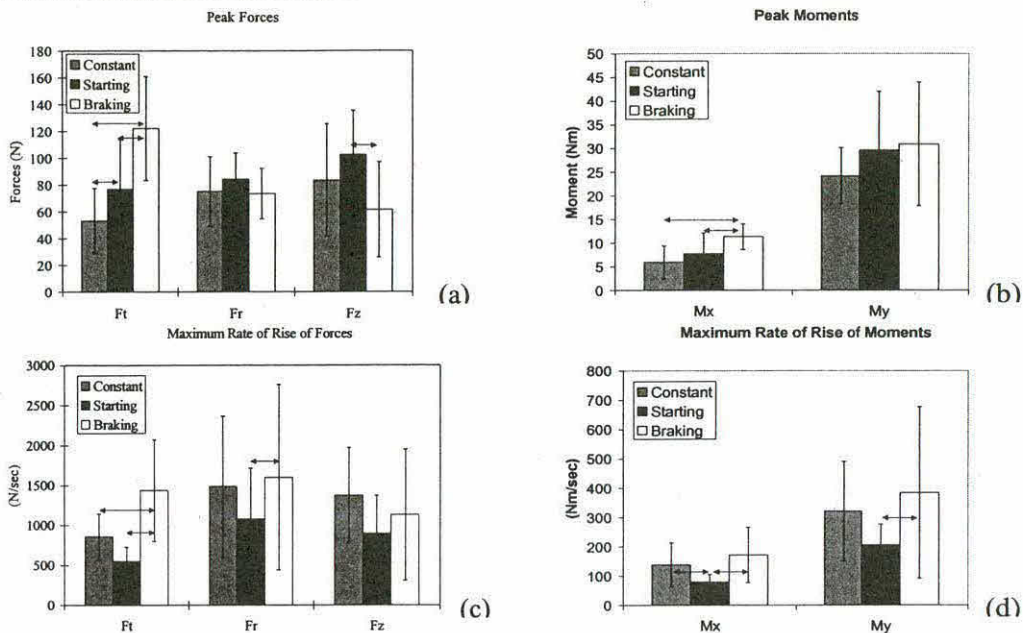 Peak Forces
180
160
140
120
100
80
60
40
20
0
Forces (N)
Constant
Starting
Braking
Ft Fr Fz
(a)
Peak Moments
50
45
40
35
30
25
20
15
10
5
0
Moment (Nm)
Constant
Starting
Braking
Mx My
(b)
Maximum Rate of Rise of Forces
3000
2500
2000
1500
1000
500
0
(N/sec)
Constant
Starting
Braking
Ft Fr Fz
(c)
Maximum Rate of Rise of Moments
800
700
600
500
400
300
200
100
0
(Nm/sec)
Constant
Starting
Braking
Mx My
(d)